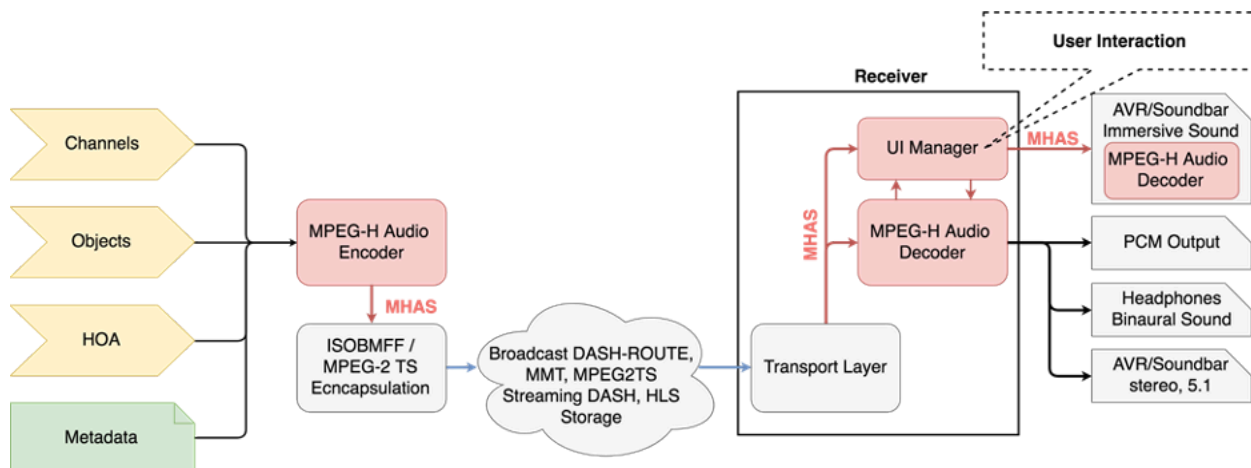 User Interaction
Receiver
Channels
Objects
HOA
Metadata
MPEG-H Audio
Encoder
MHAS
ISOBMFF /
MPEG-2 TS
Ecncapsulation
Broadcast DASH-ROUTE,
MMT, MPEG2TS
Streaming DASH, HLS
Storage
Transport Layer
MHAS
UI Manager
MPEG-H Audio
Decoder
MHAS
AVR/Soundbar
Immersive Sound
MPEG-H Audio
Decoder
PCM Output
Headphones
Binaural Sound
AVR/Soundbar
stereo, 5.1